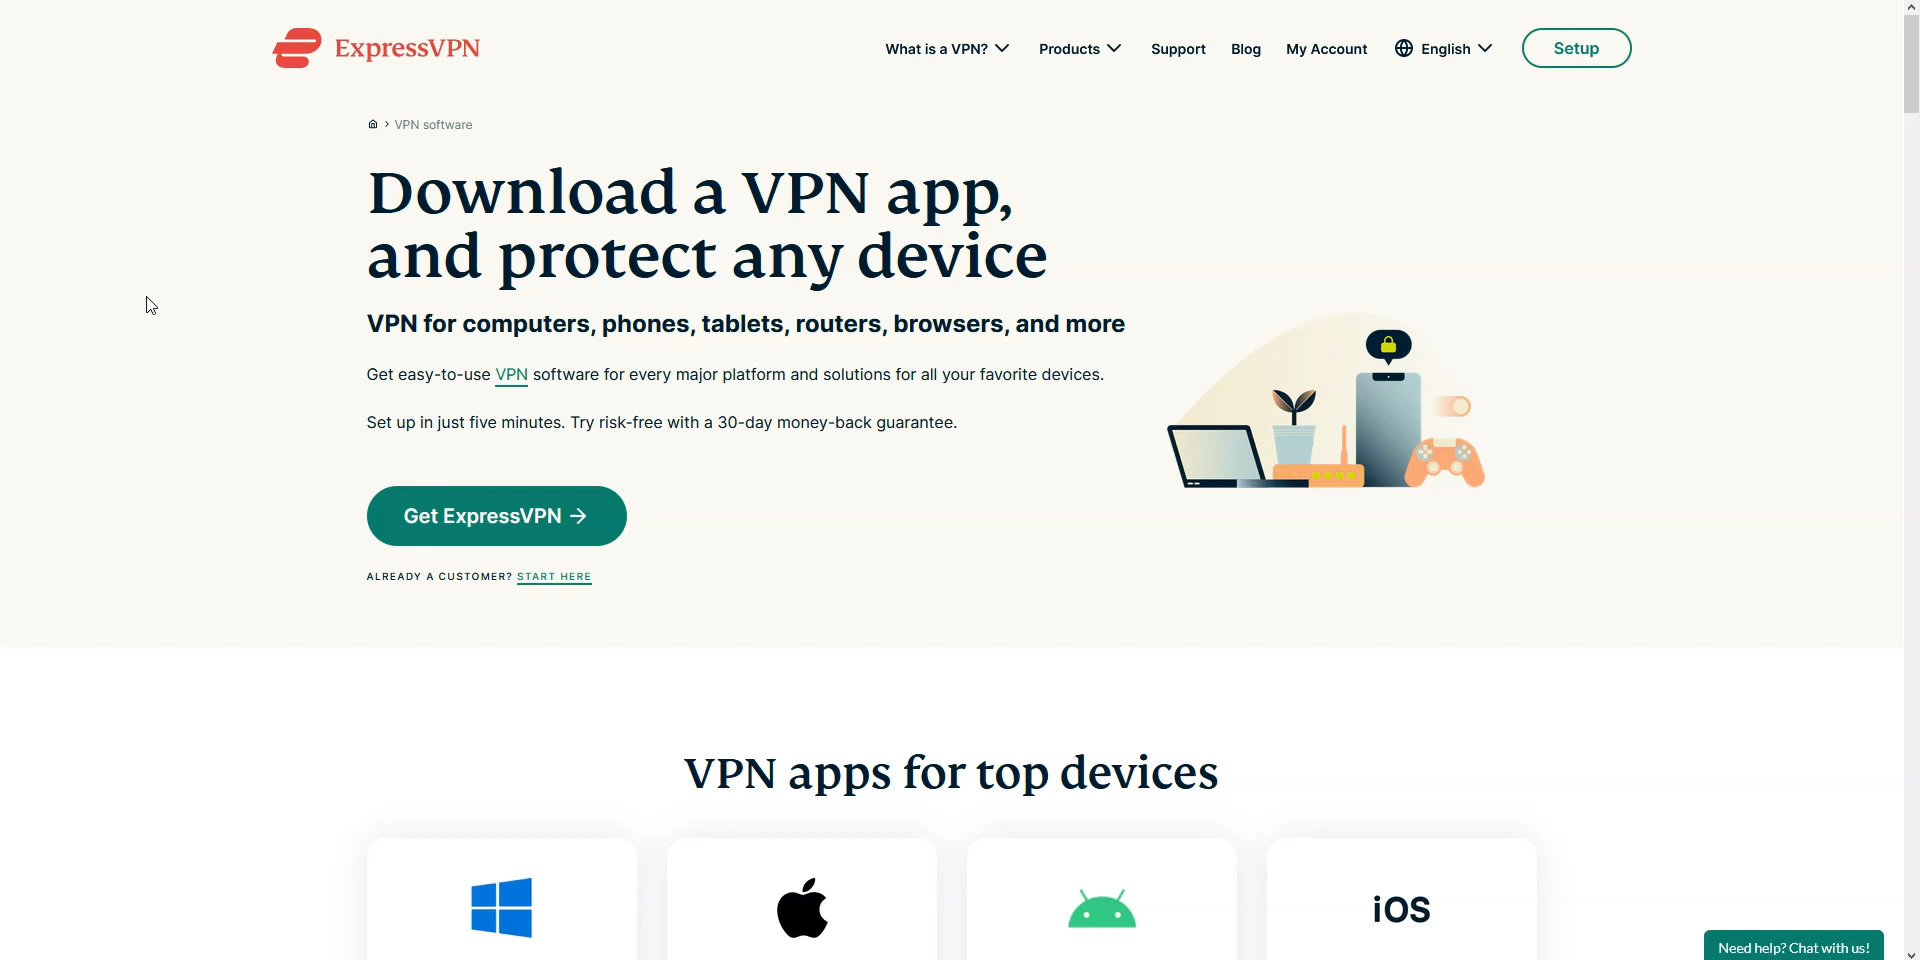 ExpressVPN
What is a VPN? Products Support Blog My Account English Setup
VPN software
Download a VPN app,
and protect any device
VPN for computers, phones, tablets, routers, browsers, and more
Get easy-to-use VPN software for every major platform and solutions for all your favorite devices.
Set up in just five minutes. Try risk-free with a 30-day money-back guarantee.
Get ExpressVPN →
ALREADY A CUSTOMER? START HERE
VPN apps for top devices
iOS
Need help? Chat with us!